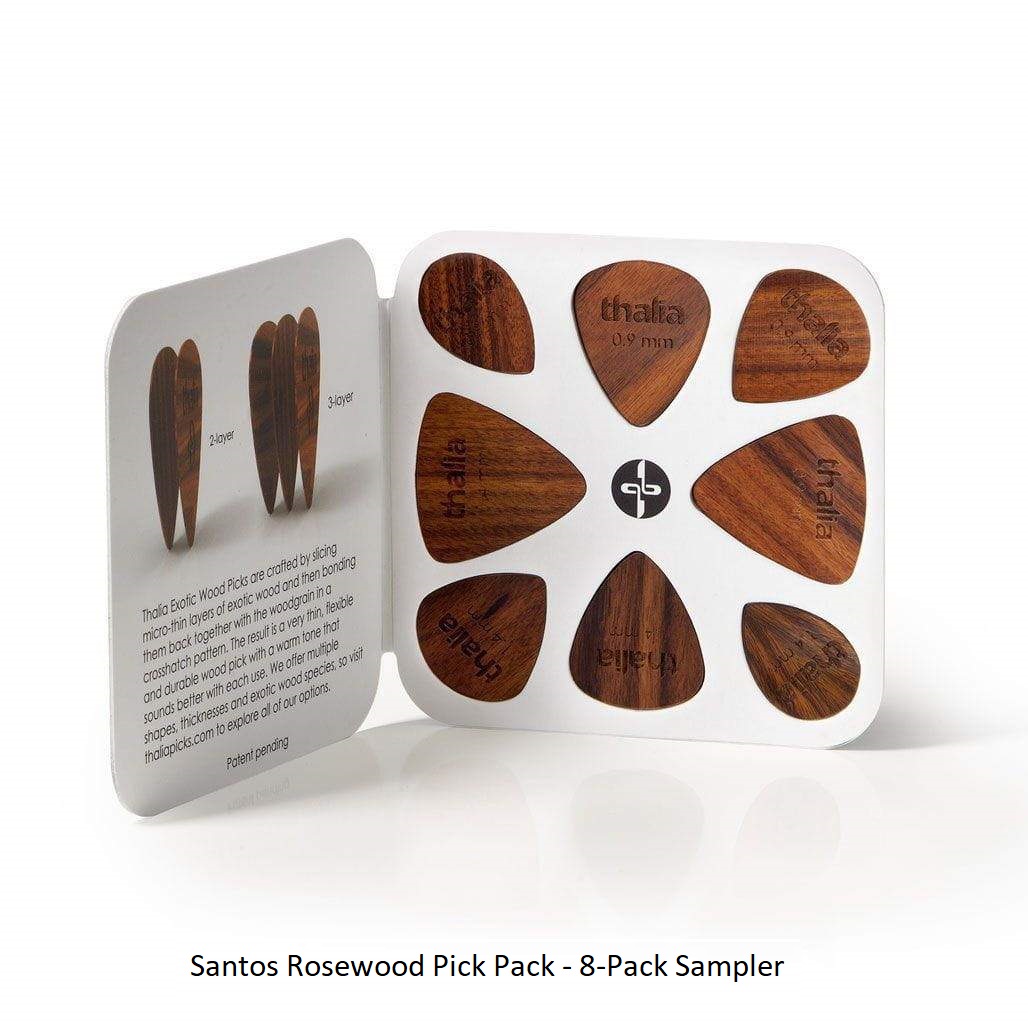 2-layer
3-layer
Thalia Exotic Wood Picks are crafted by slicing
micro-thin layers of exotic wood and then bonding
them back together with the woodgrain in a
crosshatch pattern. The result is a very thin, flexible
and durable wood pick with a warm tone that
sounds better with each use. We offer multiple
shapes, thicknesses and exotic wood species, so visit
thaliapicks.com to explore all of our options.
Patent pending
thalia
thalia
0.9 mm
thalia
0.9 mm
thalia
thalia
thalia
thalia
thalia
Santos Rosewood Pick Pack - 8-Pack Sampler